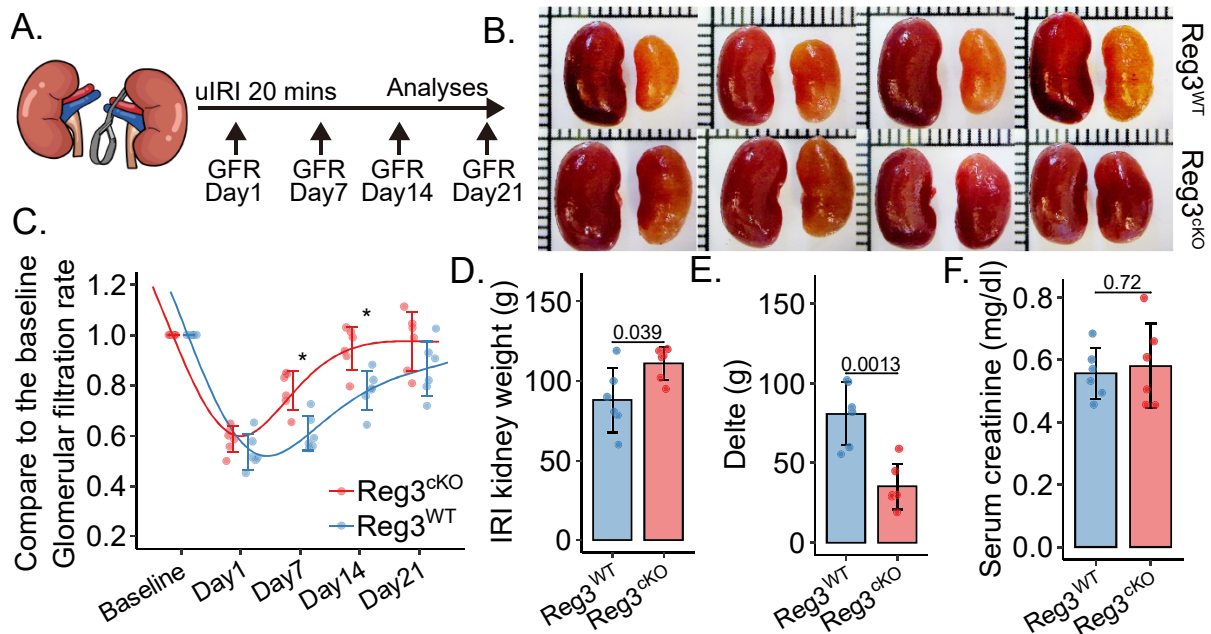 A.
uIRI 20 mins
Analyses
GFR
Day1
GFR
Day7
GFR
Day14
GFR
Day21
B.
Reg3WT
Reg3cKO
C.
Compare to the baseline
Glomerular filtration rate
1.2
1.0
0.8
0.6
0.4
0.2
*
*
Reg3cKO
Reg3WT
Baseline
Day1
Day7
Day14
Day21
D.
IRI kidney weight (g)
150
100
50
0
0.039
Reg3WT
Reg3cKO
E.
Delte (g)
150
100
50
0
0.0013
Reg3WT
Reg3cKO
F.
Serum creatinine (mg/dl)
0.8
0.6
0.4
0.2
0.0
0.72
Reg3WT
Reg3cKO